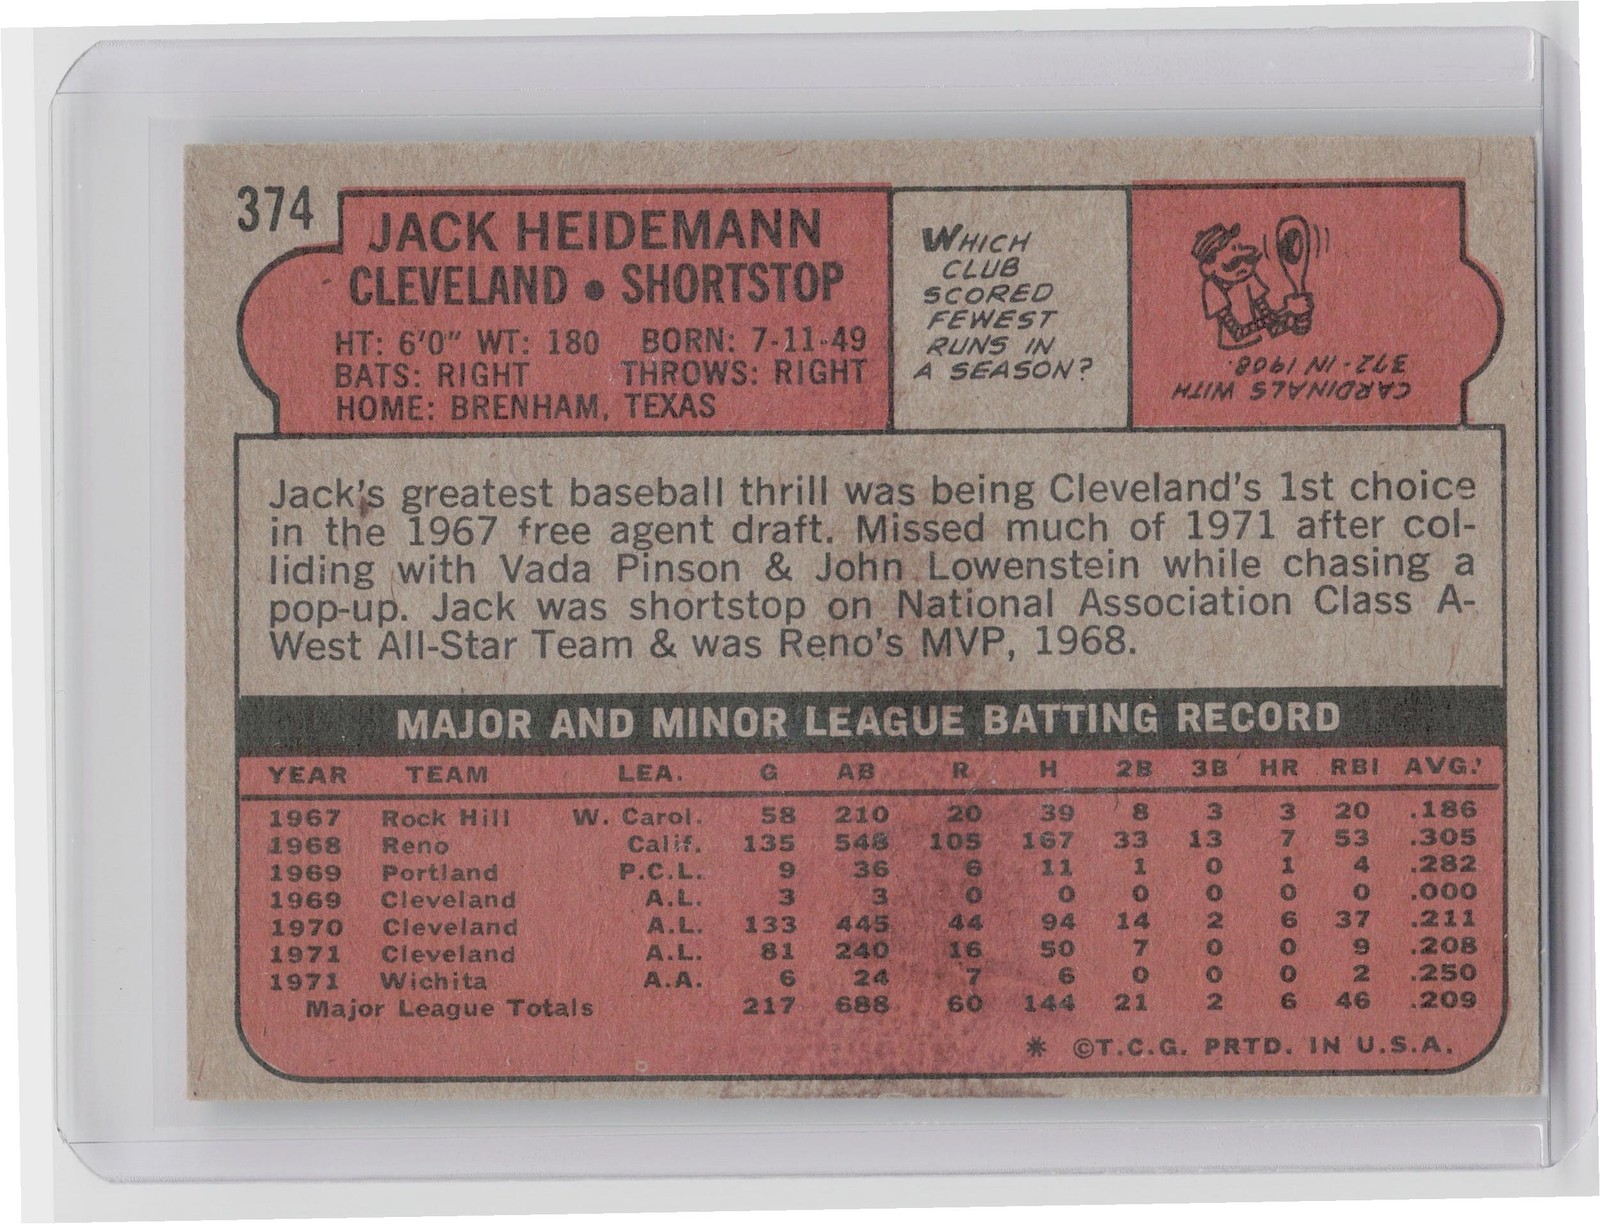 374
JACK HEIDEMANN
CLEVELAND • SHORTSTOP
HT: 6'0" WT: 180 BORN: 7-11-49
BATS: RIGHT THROWS: RIGHT
HOME: BRENHAM, TEXAS
WHICH
CLUB
SCORED
FEWEST
RUNS IN
A SEASON?
CARDINALS WITH
372 - IN 1908.
Jack's greatest baseball thrill was being Cleveland's 1st choice
in the 1967 free agent draft. Missed much of 1971 after col-
liding with Vada Pinson & John Lowenstein while chasing a
pop-up. Jack was shortstop on National Association Class A-
West All-Star Team & was Reno's MVP, 1968.
MAJOR AND MINOR LEAGUE BATTING RECORD
YEAR TEAM LEA. G AB R H 2B 3B HR RBI AVG.
1967 Rock Hill W. Carol. 58 210 20 39 8 3 3 20 .186
1968 Reno Calif. 135 548 105 167 33 13 7 53 .305
1969 Portland P.C.L. 9 36 6 11 1 0 1 4 .282
1969 Cleveland A.L. 3 3 0 0 0 0 0 0 .000
1970 Cleveland A.L. 133 445 44 94 14 2 6 37 .211
1971 Cleveland A.L. 81 240 16 50 7 0 0 9 .208
1971 Wichita A.A. 6 24 7 6 0 0 0 2 .250
Major League Totals 217 688 60 144 21 2 6 46 .209
* ©T.C.G. PRTD. IN U.S.A.